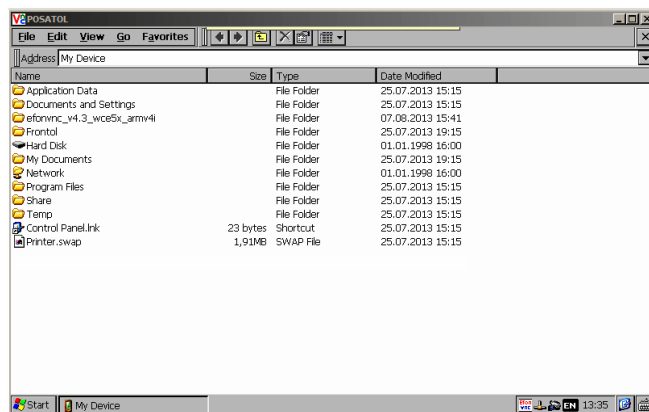 POSATOL
File Edit View Go Favorites
Address My Device
Name Size Type Date Modified
Application Data File Folder 25.07.2013 15:15
Documents and Settings File Folder 25.07.2013 15:15
efonvnc_v4.3_wce5x_armv4i File Folder 07.08.2013 15:41
Frontol File Folder 25.07.2013 19:15
Hard Disk File Folder 01.01.1998 16:00
My Documents File Folder 25.07.2013 19:15
Network File Folder 01.01.1998 16:00
Program Files File Folder 25.07.2013 15:15
Share File Folder 25.07.2013 15:15
Temp File Folder 25.07.2013 15:15
Control Panel.lnk 23 bytes Shortcut 25.07.2013 15:15
Printer.swap 1,91MB SWAP File 25.07.2013 15:15
Start My Device efon VNC EN 13:35